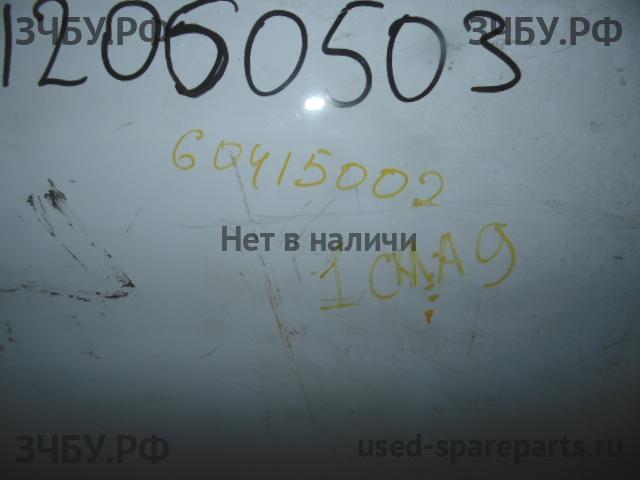 ЗЧБУ.РФ ЗЧБУ.РФ
12060503
60415002
Нет в наличи
ЗЧБУ.РФ used-spareparts.ru